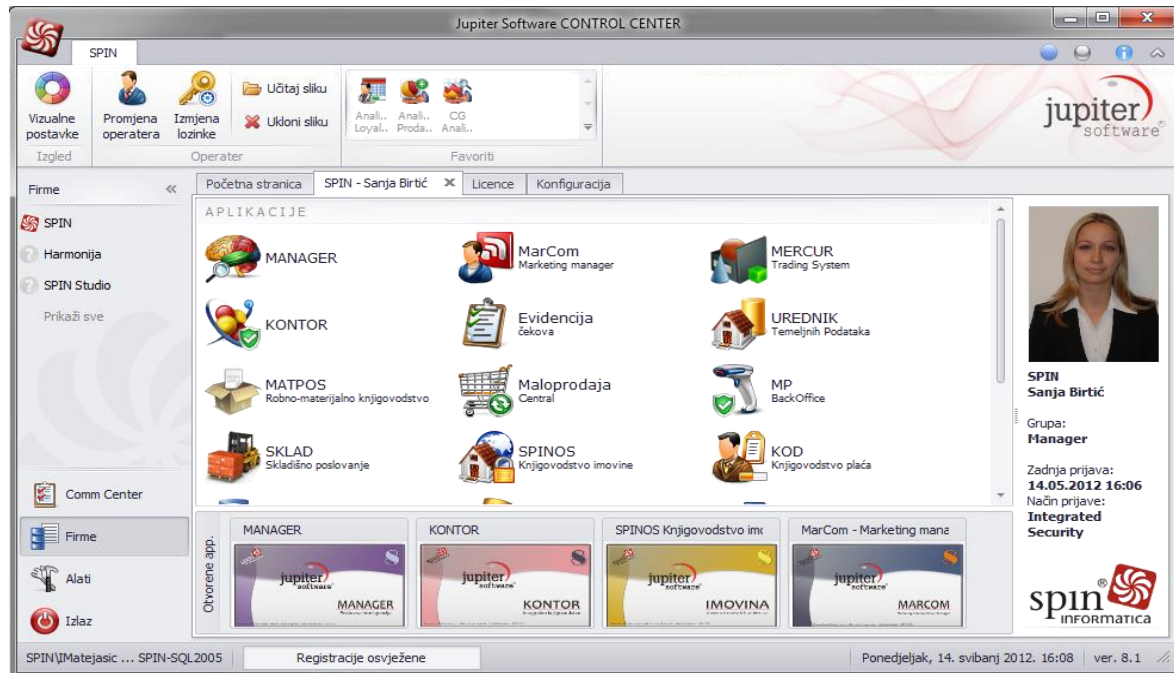 Jupiter Software CONTROL CENTER
SPIN
Vizualne postavke
Promjena operatera
Izmjena lozinke
Učitaj sliku
Ukloni sliku
Anali.. Loyal..
Anali.. Proda..
CG Anali..
Izgled
Operater
Favoriti
jupiter software
Firme
Početna stranica
SPIN - Sanja Birtić
Licence
Konfiguracija
SPIN
Harmonija
SPIN Studio
Prikaži sve
APLIKACIJE
MANAGER
MarCom
Marketing manager
MERCUR
Trading System
KONTOR
Evidencija
čekova
UREDNIK
Temeljnih Podataka
MATPOS
Robno-materijalno knjigovodstvo
Maloprodaja
Central
MP
BackOffice
SKLAD
Skladišno poslovanje
SPINOS
Knjigovodstvo imovine
KOD
Knjigovodstvo plaća
SPIN
Sanja Birtić
Grupa:
Manager
Zadnja prijava:
14.05.2012 16:06
Način prijave:
Integrated
Security
spin
INFORMATICA
Comm Center
Firme
Alati
Izlaz
Otvorene app.
MANAGER
KONTOR
SPINOS Knjigovodstvo imo
MarCom - Marketing mana
jupiter software
MANAGER
jupiter software
KONTOR
jupiter software
IMOVINA
jupiter software
MARCOM
SPIN\IMatejasic ... SPIN-SQL2005
Registracije osvježene
Ponedjeljak, 14. svibanj 2012. 16:08
ver. 8.1